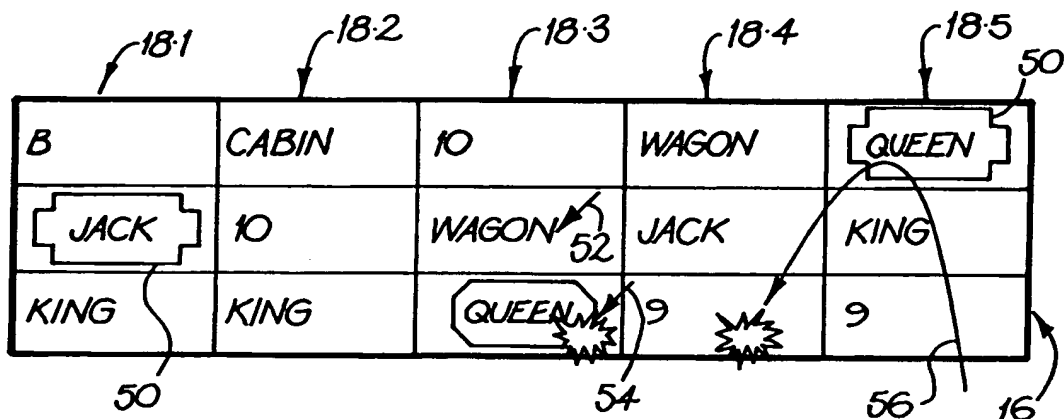 18·1 18·2 18·3 18·4 18·5 50
B CABIN 10 WAGON QUEEN
JACK 10 WAGON 52 JACK KING
KING KING QUEEN 9 9
50 54 56 16